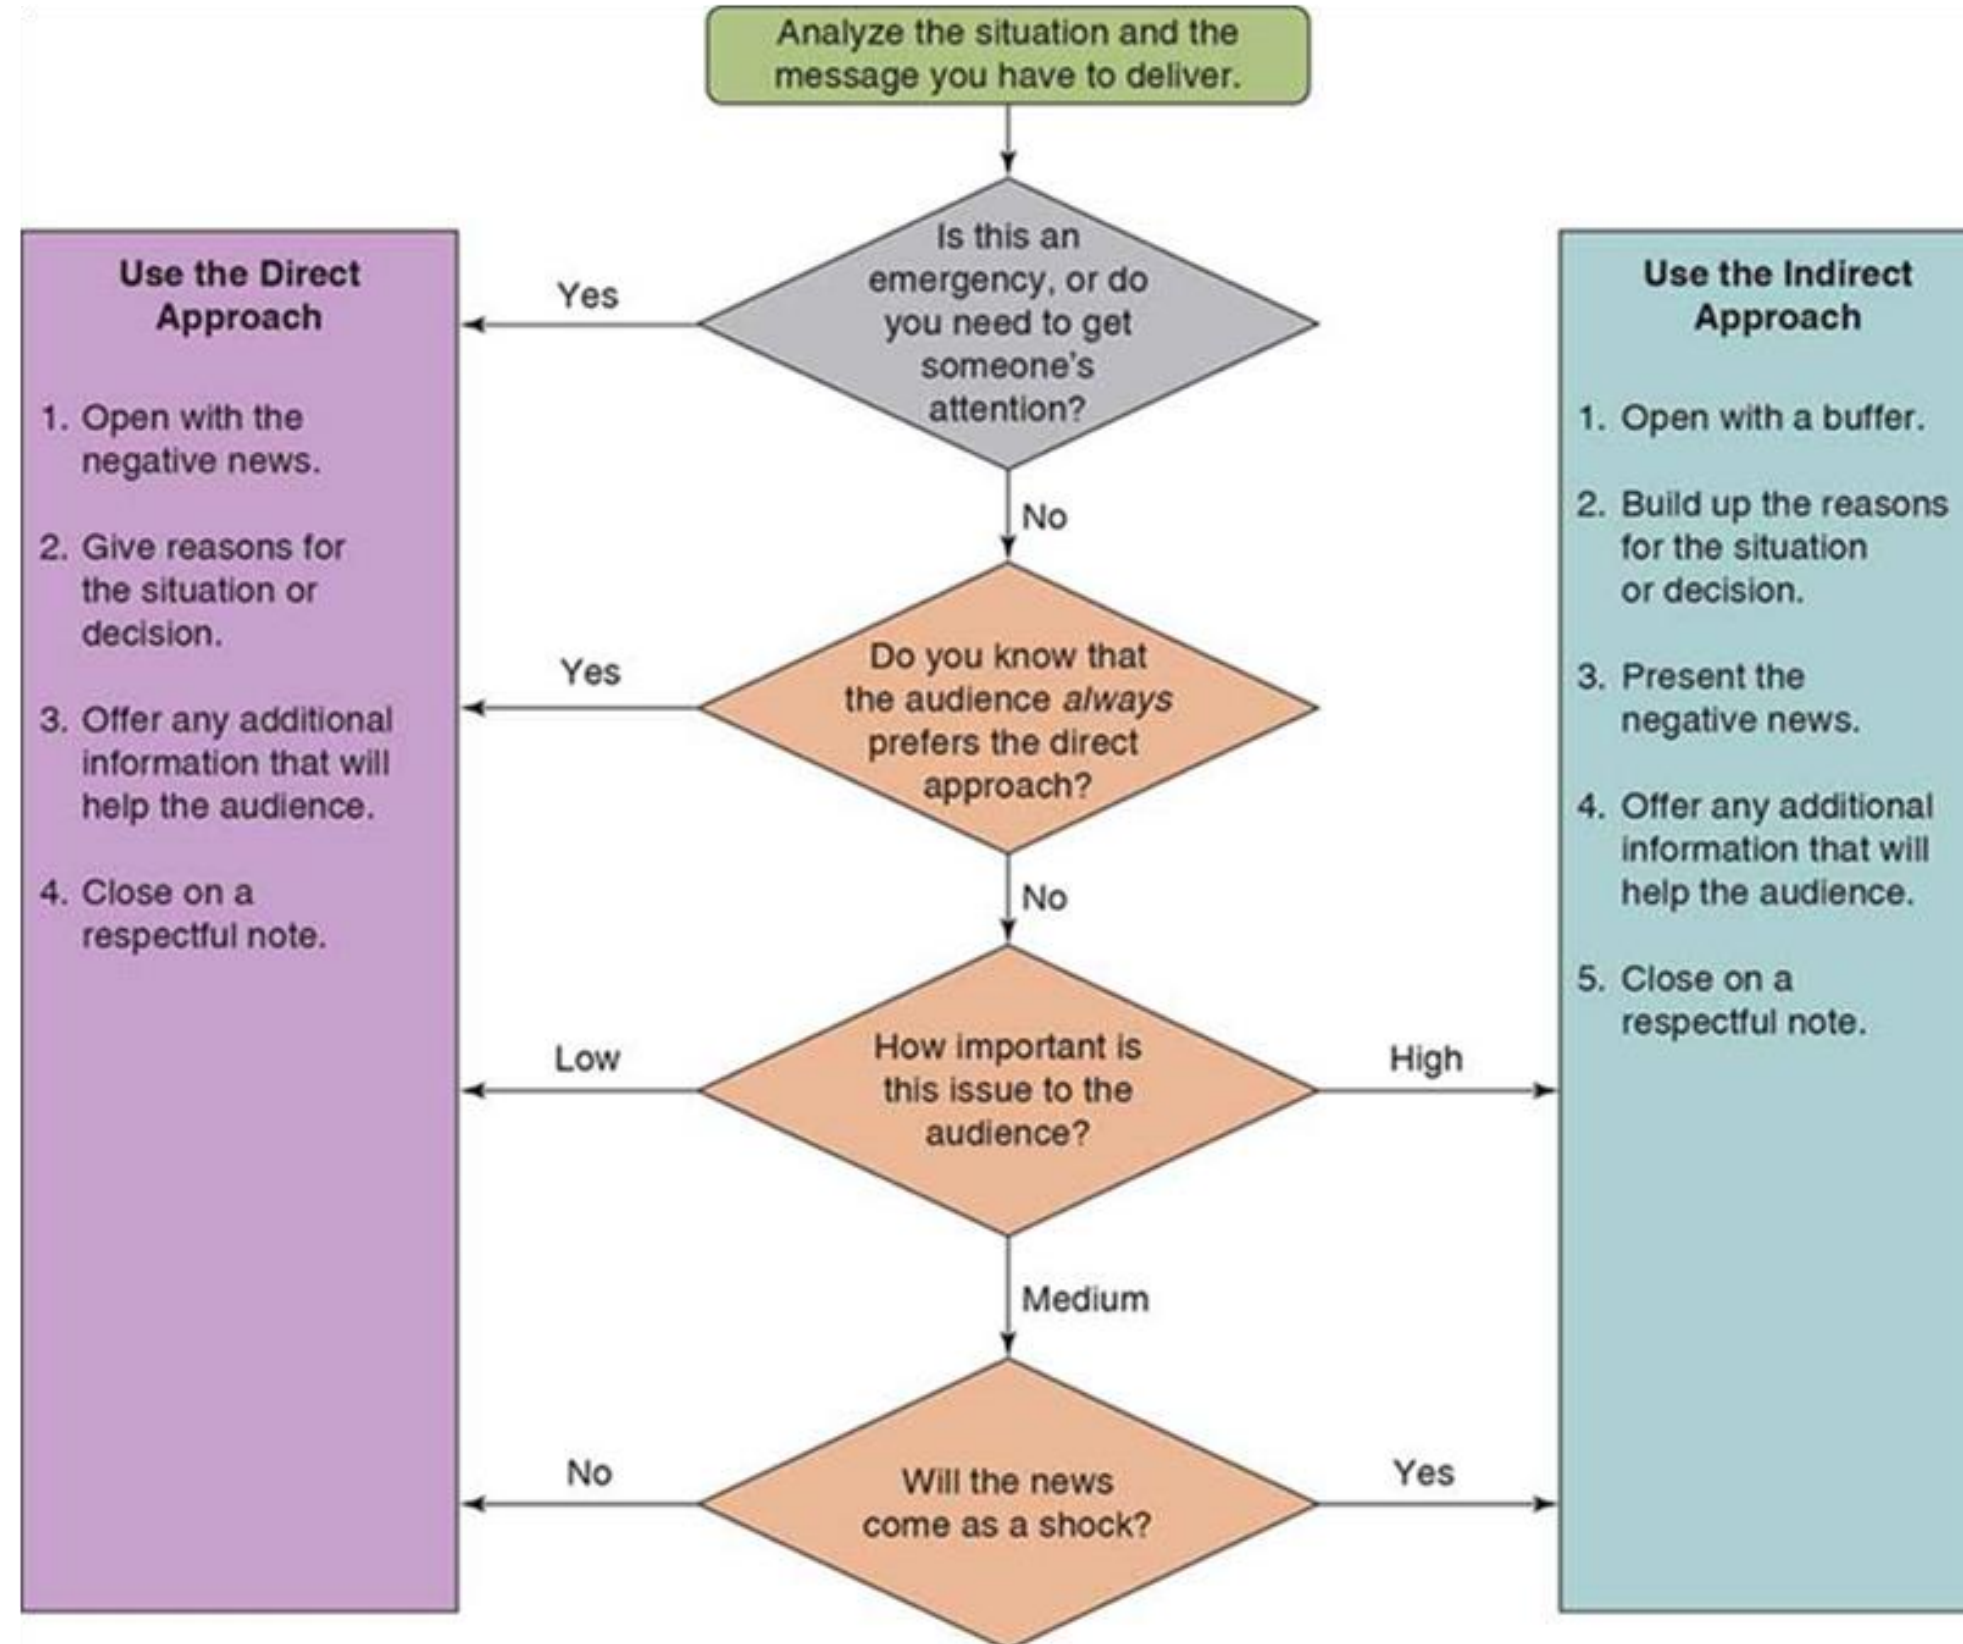 Analyze the situation and the
message you have to deliver.
Is this an
emergency, or do
you need to get
someone's
attention?
Yes
No
Use the Direct
Approach
1. Open with the
negative news.
2. Give reasons for
the situation or
decision.
3. Offer any additional
information that will
help the audience.
4. Close on a
respectful note.
Do you know that
the audience always
prefers the direct
approach?
Yes
No
How important is
this issue to the
audience?
Low
High
Medium
Will the news
come as a shock?
No
Yes
Use the Indirect
Approach
1. Open with a buffer.
2. Build up the reasons
for the situation
or decision.
3. Present the
negative news.
4. Offer any additional
information that will
help the audience.
5. Close on a
respectful note.